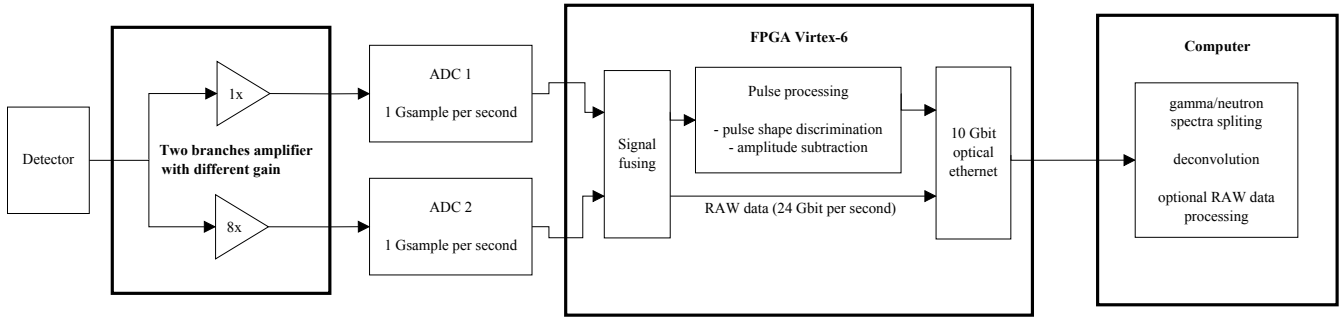 Detector
1x
Two branches amplifier
with different gain
8x
ADC 1
1 Gsample per second
ADC 2
1 Gsample per second
FPGA Virtex-6
Signal
fusing
Pulse processing
- pulse shape discrimination
- amplitude subtraction
RAW data (24 Gbit per second)
10 Gbit
optical
ethernet
Computer
gamma/neutron
spectra spliting
deconvolution
optional RAW data
processing